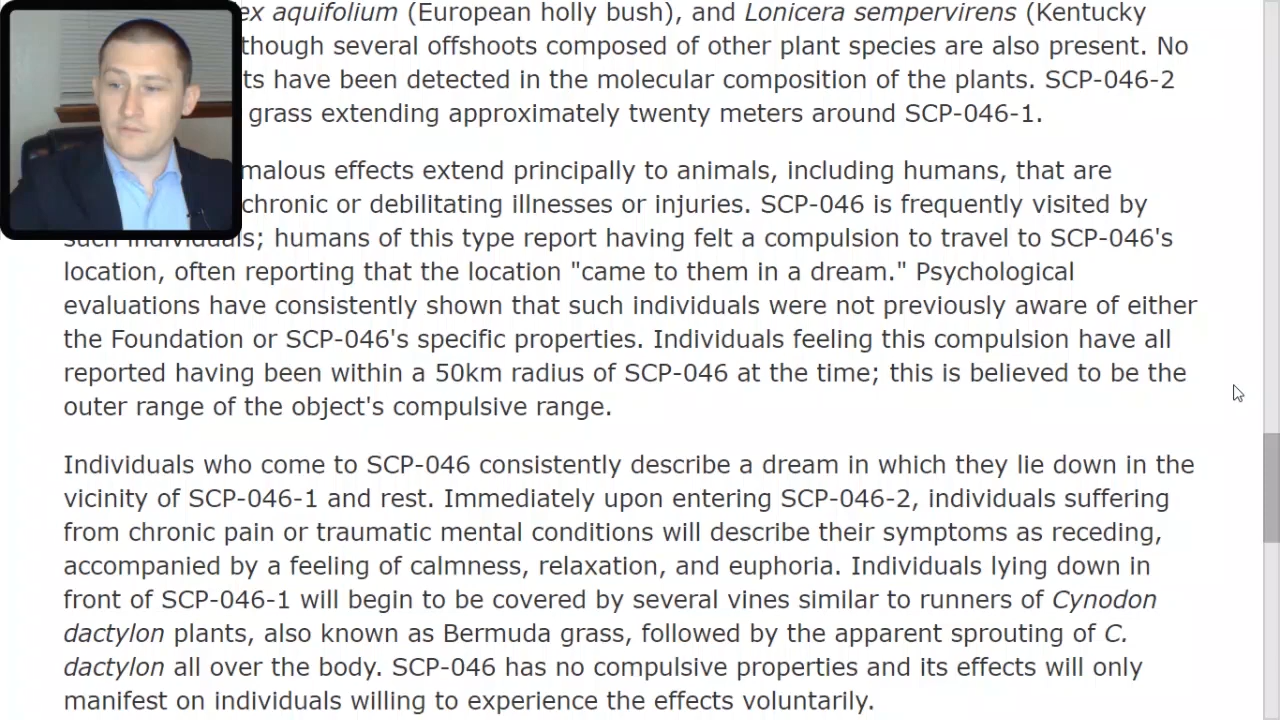 ex aquifolium (European holly bush), and Lonicera sempervirens (Kentucky
though several offshoots composed of other plant species are also present. No
ts have been detected in the molecular composition of the plants. SCP-046-2
grass extending approximately twenty meters around SCP-046-1.
malous effects extend principally to animals, including humans, that are
chronic or debilitating illnesses or injuries. SCP-046 is frequently visited by
such individuals; humans of this type report having felt a compulsion to travel to SCP-046's
location, often reporting that the location "came to them in a dream." Psychological
evaluations have consistently shown that such individuals were not previously aware of either
the Foundation or SCP-046's specific properties. Individuals feeling this compulsion have all
reported having been within a 50km radius of SCP-046 at the time; this is believed to be the
outer range of the object's compulsive range.
Individuals who come to SCP-046 consistently describe a dream in which they lie down in the
vicinity of SCP-046-1 and rest. Immediately upon entering SCP-046-2, individuals suffering
from chronic pain or traumatic mental conditions will describe their symptoms as receding,
accompanied by a feeling of calmness, relaxation, and euphoria. Individuals lying down in
front of SCP-046-1 will begin to be covered by several vines similar to runners of Cynodon
dactylon plants, also known as Bermuda grass, followed by the apparent sprouting of C.
dactylon all over the body. SCP-046 has no compulsive properties and its effects will only
manifest on individuals willing to experience the effects voluntarily.